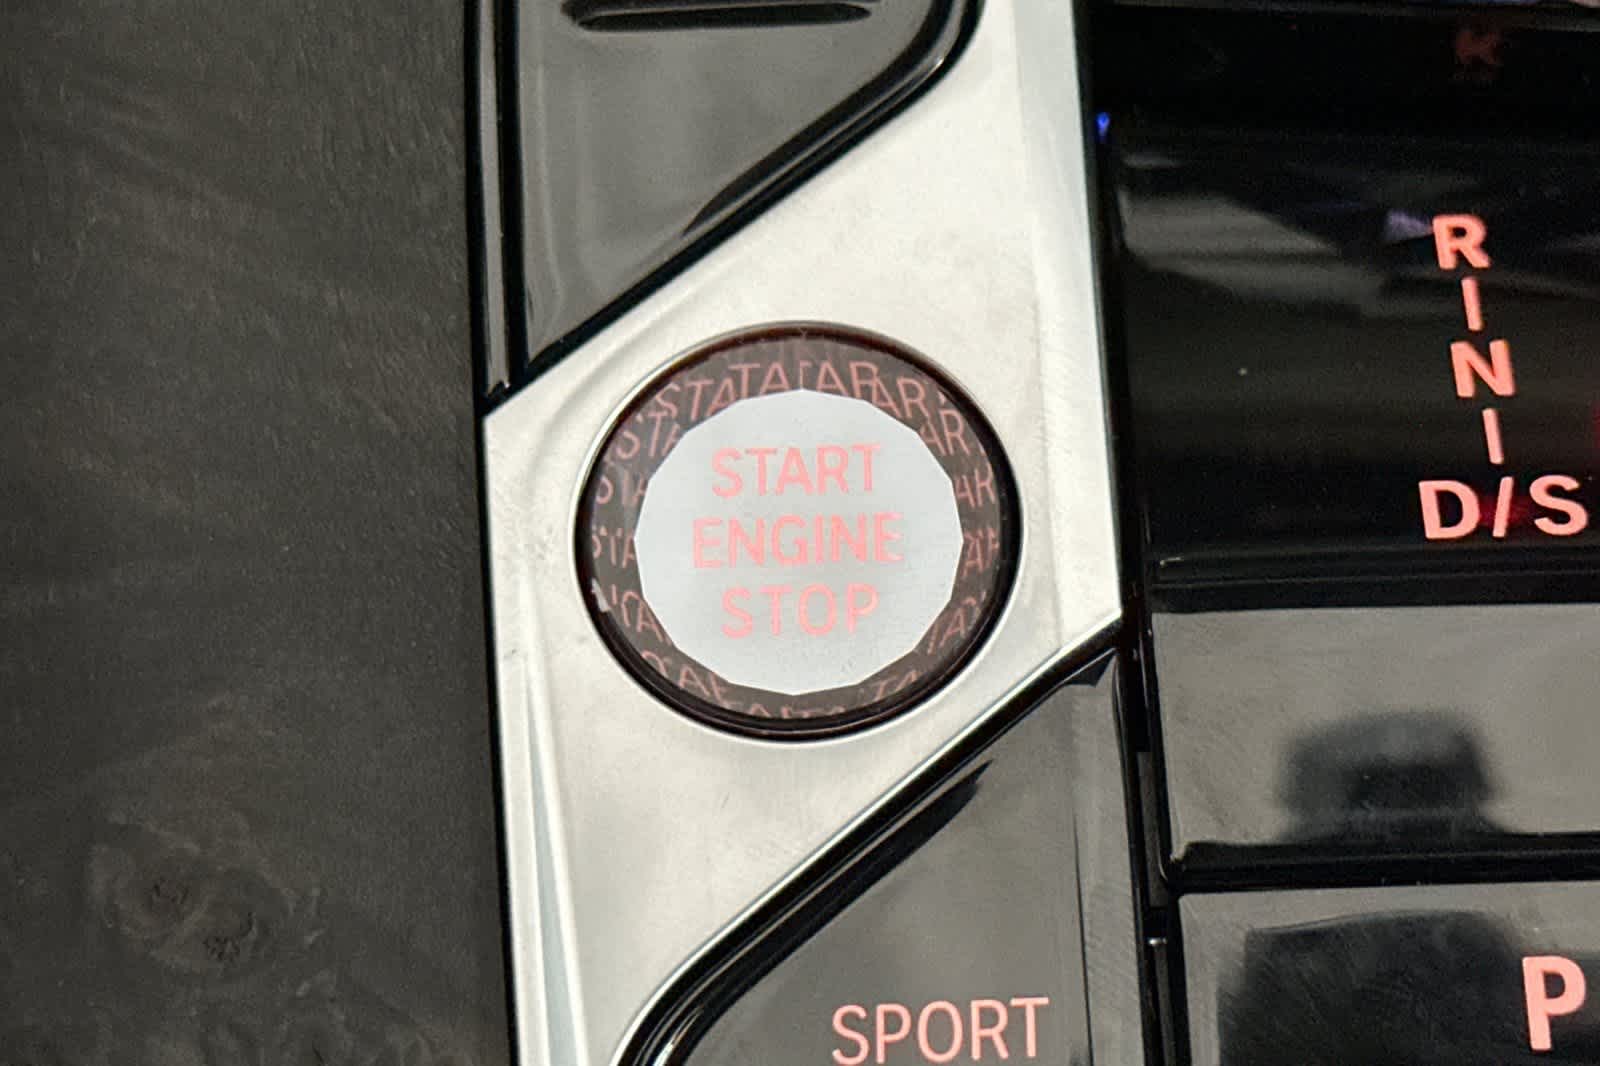 START
ENGINE
STOP
R
N
D/S
SPORT
P